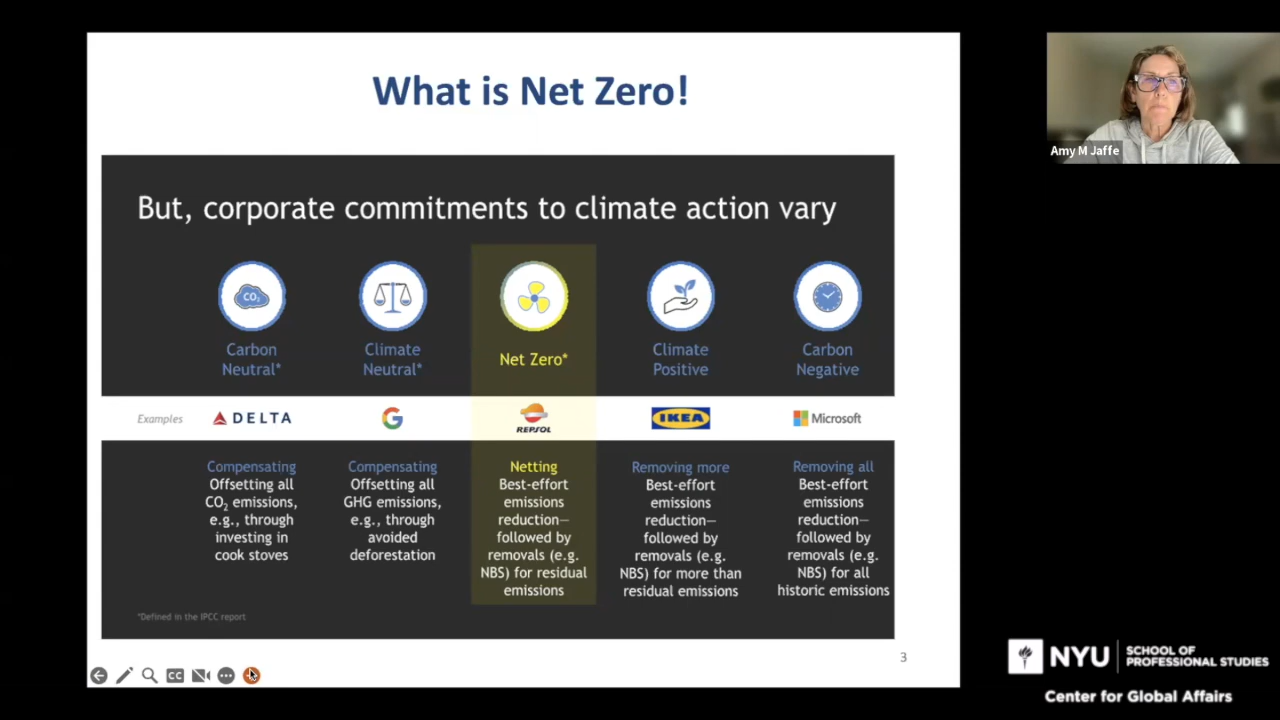 What is Net Zero!
Amy M Jaffe
But, corporate commitments to climate action vary
CO₂
Carbon
Neutral*
Climate
Neutral*
Net Zero*
Climate
Positive
Carbon
Negative
Examples
DELTA
G
REPSOL
IKEA
Microsoft
Compensating
Offsetting all
CO₂ emissions,
e.g., through
investing in
cook stoves
Compensating
Offsetting all
GHG emissions,
e.g., through
avoided
deforestation
Netting
Best-effort
emissions
reduction—
followed by
removals (e.g.
NBS) for residual
emissions
Removing more
Best-effort
emissions
reduction—
followed by
removals (e.g.
NBS) for more than
residual emissions
Removing all
Best-effort
emissions
reduction—
followed by
removals (e.g.
NBS) for all
historic emissions
*Defined in the IPCC report
3
CC
NYU
SCHOOL OF
PROFESSIONAL STUDIES
Center for Global Affairs